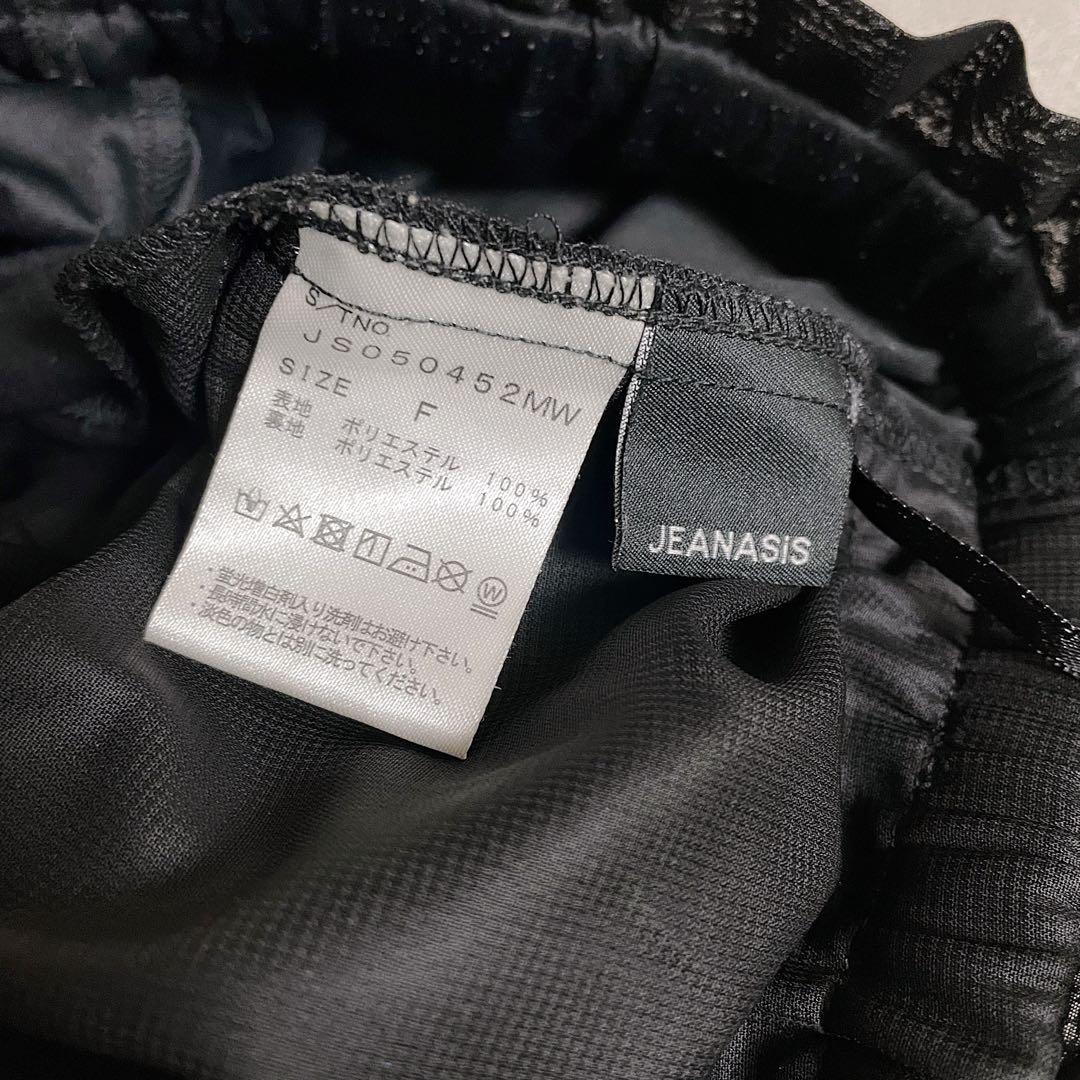 S/TNO
JSO50452MW
SIZE F
表地 ポリエステル 100%
裏地 ポリエステル 100%
W
・蛍光増白剤入り洗剤はお避け下さい。
・長時間水に浸けないで下さい。
・淡色の物とは別に洗ってください。
JEANASIS